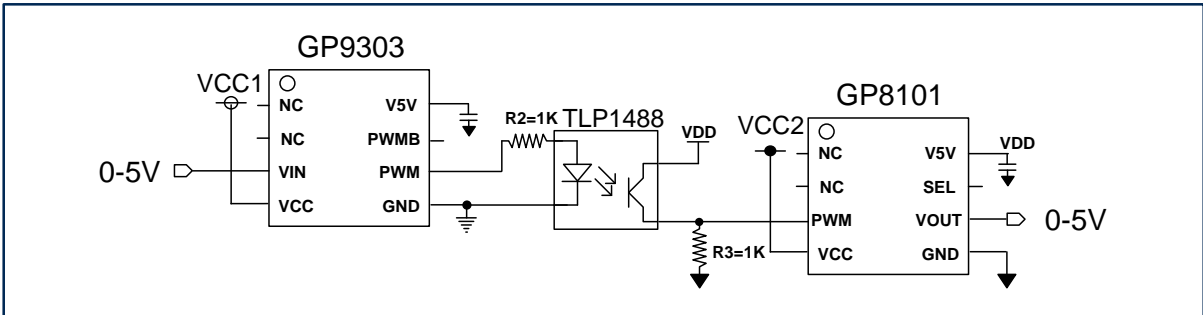 GP9303
VCC1
NC
NC
VIN
VCC
V5V
PWMB
PWM
GND
0-5V
R2=1K
TLP1488
VDD
R3=1K
GP8101
VCC2
NC
NC
PWM
VCC
V5V
SEL
VOUT
GND
VDD
0-5V